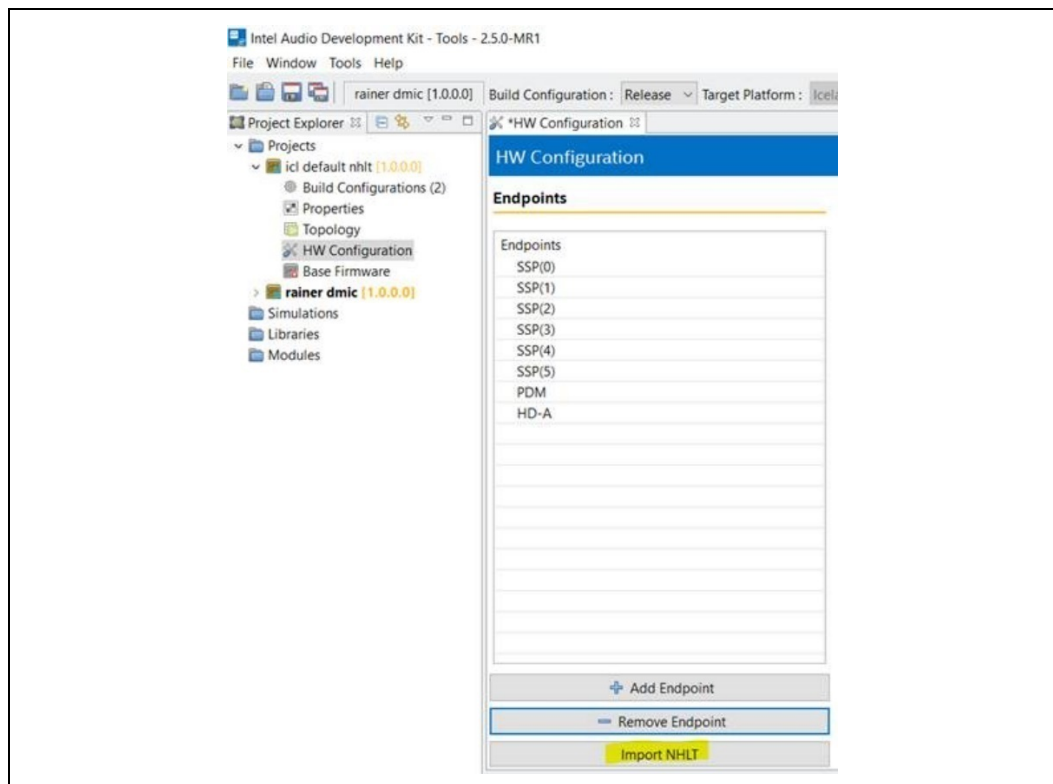 Intel Audio Development Kit - Tools - 2.5.0-MR1
File Window Tools Help
rainer dmic [1.0.0.0] Build Configuration : Release Target Platform :
Project Explorer
Projects
icl default nhlt [1.0.0.0]
Build Configurations (2)
Properties
Topology
HW Configuration
Base Firmware
rainer dmic [1.0.0.0]
Simulations
Libraries
Modules
*HW Configuration
HW Configuration
Endpoints
Endpoints
SSP(0)
SSP(1)
SSP(2)
SSP(3)
SSP(4)
SSP(5)
PDM
HD-A
Add Endpoint
Remove Endpoint
Import NHLT